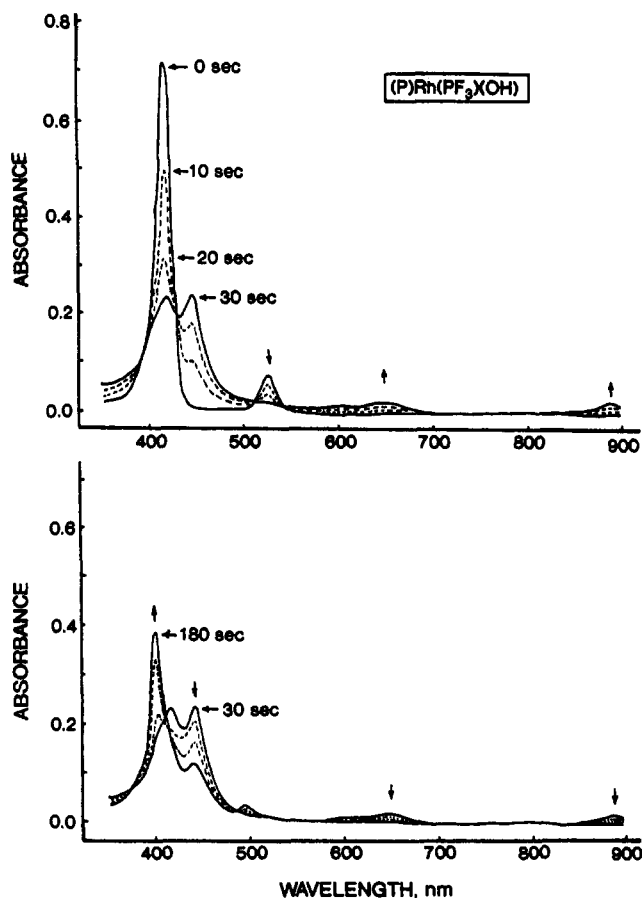 0.8
0.6
0.4
0.2
0.0
ABSORBANCE
0 sec
10 sec
20 sec
30 sec
(P)Rh(PF₃)(OH)
400 500 600 700 800 900
0.6
0.4
0.2
0.0
ABSORBANCE
180 sec
30 sec
400 500 600 700 800 900
WAVELENGTH, nm